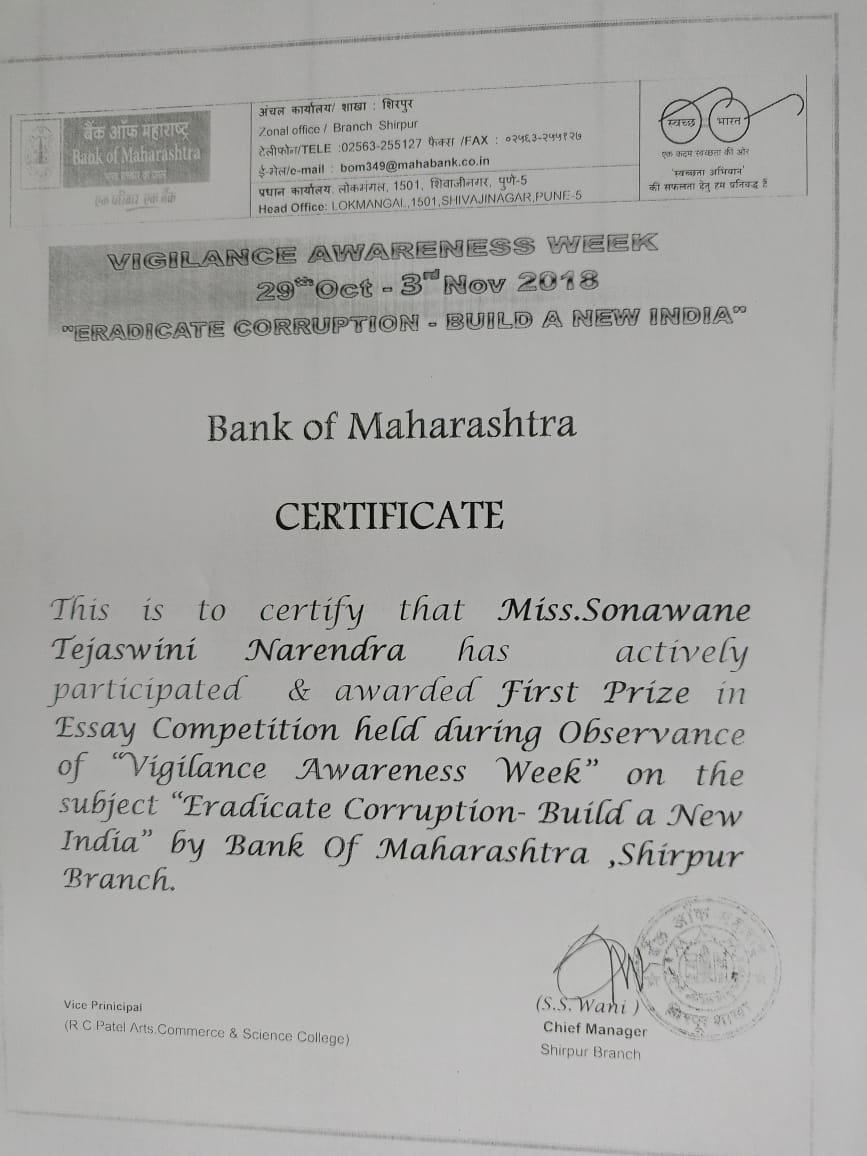 बैंक ऑफ महाराष्ट्र
Bank of Maharashtra
एक परिवार एक बैंक
अंचल कार्यालय/ शाखा : शिरपुर
Zonal office / Branch Shirpur
टेलीफोन/TELE :02563-255127 फेक्स /FAX : ०२५६३-२५५१२७
ई-मेल/e-mail : bom349@mahabank.co.in
प्रधान कार्यालय: लोकमंगल, 1501, शिवाजीनगर, पुणे-5
Head Office: LOKMANGAL,1501,SHIVAJINAGAR,PUNE-5
स्वच्छ भारत
एक कदम स्वच्छता की ओर
'स्वच्छता अभियान'
की सफलता हेतु हम प्रतिबद्ध हैं
VIGILANCE AWARENESS WEEK
29th Oct - 3rd Nov 2018
"ERADICATE CORRUPTION - BUILD A NEW INDIA"
Bank of Maharashtra
CERTIFICATE
This is to certify that Miss.Sonawane
Tejaswini Narendra has actively
participated & awarded First Prize in
Essay Competition held during Observance
of "Vigilance Awareness Week" on the
subject "Eradicate Corruption- Build a New
India" by Bank Of Maharashtra ,Shirpur
Branch.
Vice Prinicipal
(R C Patel Arts.Commerce & Science College)
(S.S.Wani )
Chief Manager
Shirpur Branch